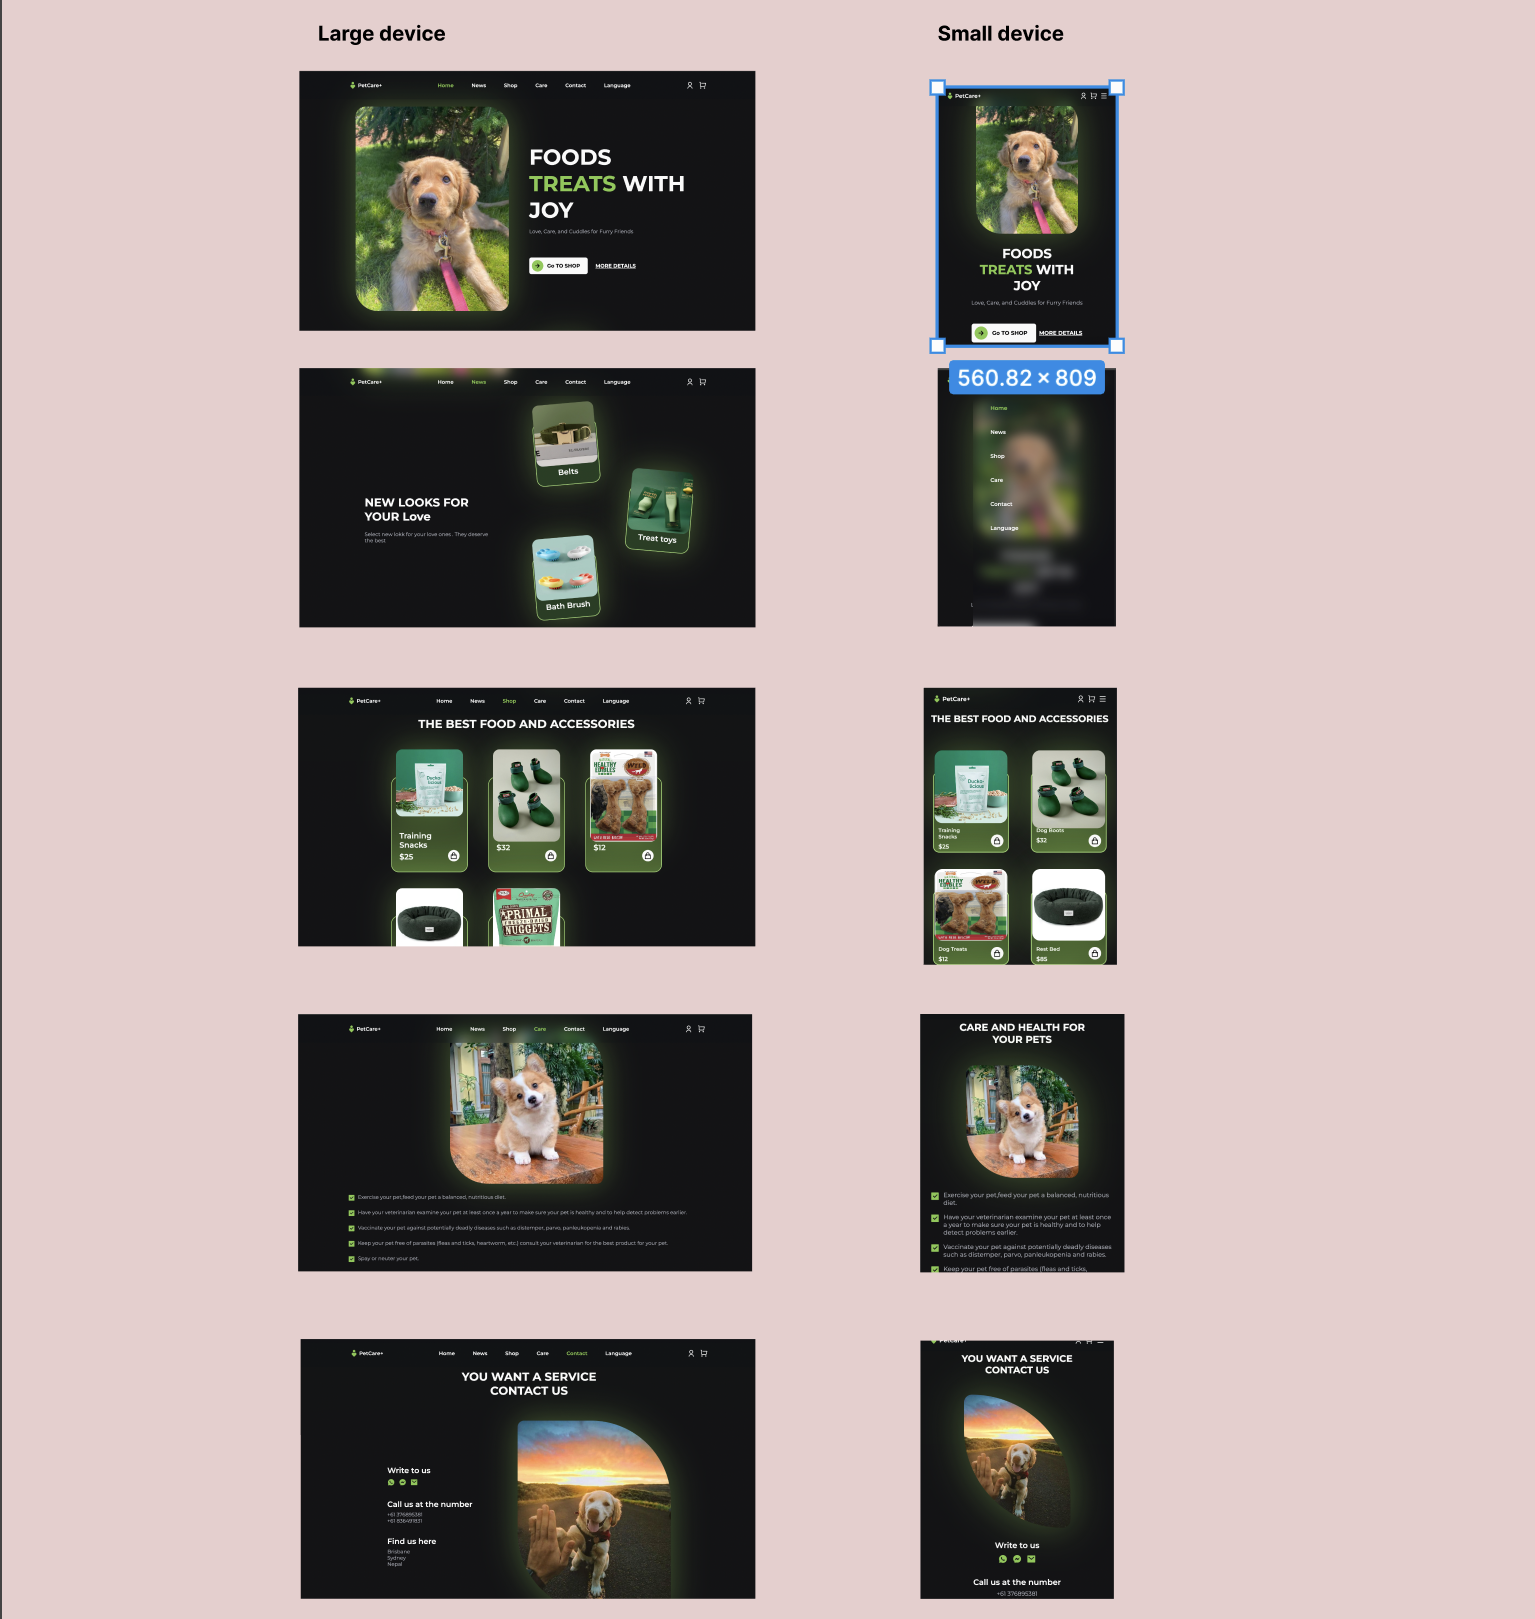 Large device
Small device
PetCare+
Home News Shop Care Contact Language
FOODS
TREATS WITH
JOY
Love, Care, and Cuddles for Furry Friends
Go TO SHOP
MORE DETAILS
PetCare+
FOODS
TREATS WITH
JOY
Love, Care, and Cuddles for Furry Friends
Go TO SHOP
MORE DETAILS
560.82 × 809
PetCare+
Home News Shop Care Contact Language
NEW LOOKS FOR
YOUR Love
Select new lokk for your love ones . They deserve
the best
Belts
Treat toys
Bath Brush
Home
News
Shop
Care
Contact
Language
PetCare+
Home News Shop Care Contact Language
THE BEST FOOD AND ACCESSORIES
Training
Snacks
$25
$32
HEALTHY
EDIBLES
WILD
$12
PRIMAL
FREEZE-DRIED
NUGGETS
PetCare+
THE BEST FOOD AND ACCESSORIES
Training
Snacks
$25
Dog Boots
$32
HEALTHY
EDIBLES
WILD
Dog Treats
$12
Rest Bed
$85
PetCare+
Home News Shop Care Contact Language
Exercise your pet,feed your pet a balanced, nutritious diet.
Have your veterinarian examine your pet at least once a year to make sure your pet is healthy and to help detect problems earlier.
Vaccinate your pet against potentially deadly diseases such as distemper, parvo, panleukopenia and rabies.
Keep your pet free of parasites (fleas and ticks, heartworm, etc.) consult your veterinarian for the best product for your pet.
Spay or neuter your pet.
CARE AND HEALTH FOR
YOUR PETS
Exercise your pet,feed your pet a balanced, nutritious
diet.
Have your veterinarian examine your pet at least once
a year to make sure your pet is healthy and to help
detect problems earlier.
Vaccinate your pet against potentially deadly diseases
such as distemper, parvo, panleukopenia and rabies.
Keep your pet free of parasites (fleas and ticks,
PetCare+
Home News Shop Care Contact Language
YOU WANT A SERVICE
CONTACT US
Write to us
Call us at the number
+61 376895381
+61 836491831
Find us here
Brisbane
Sydney
Nepal
PetCare+
YOU WANT A SERVICE
CONTACT US
Write to us
Call us at the number
+61 376895381